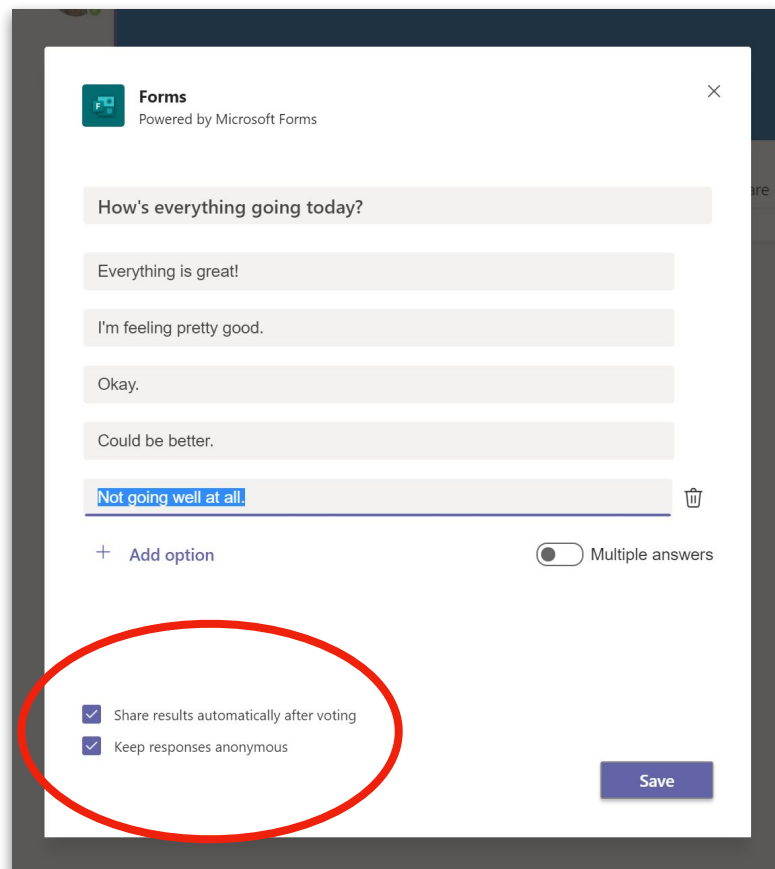 Forms
Powered by Microsoft Forms
are
How's everything going today?
Everything is great!
I'm feeling pretty good.
Okay.
Could be better.
Not going well at all.
+ Add option
Multiple answers
Share results automatically after voting
Keep responses anonymous
Save